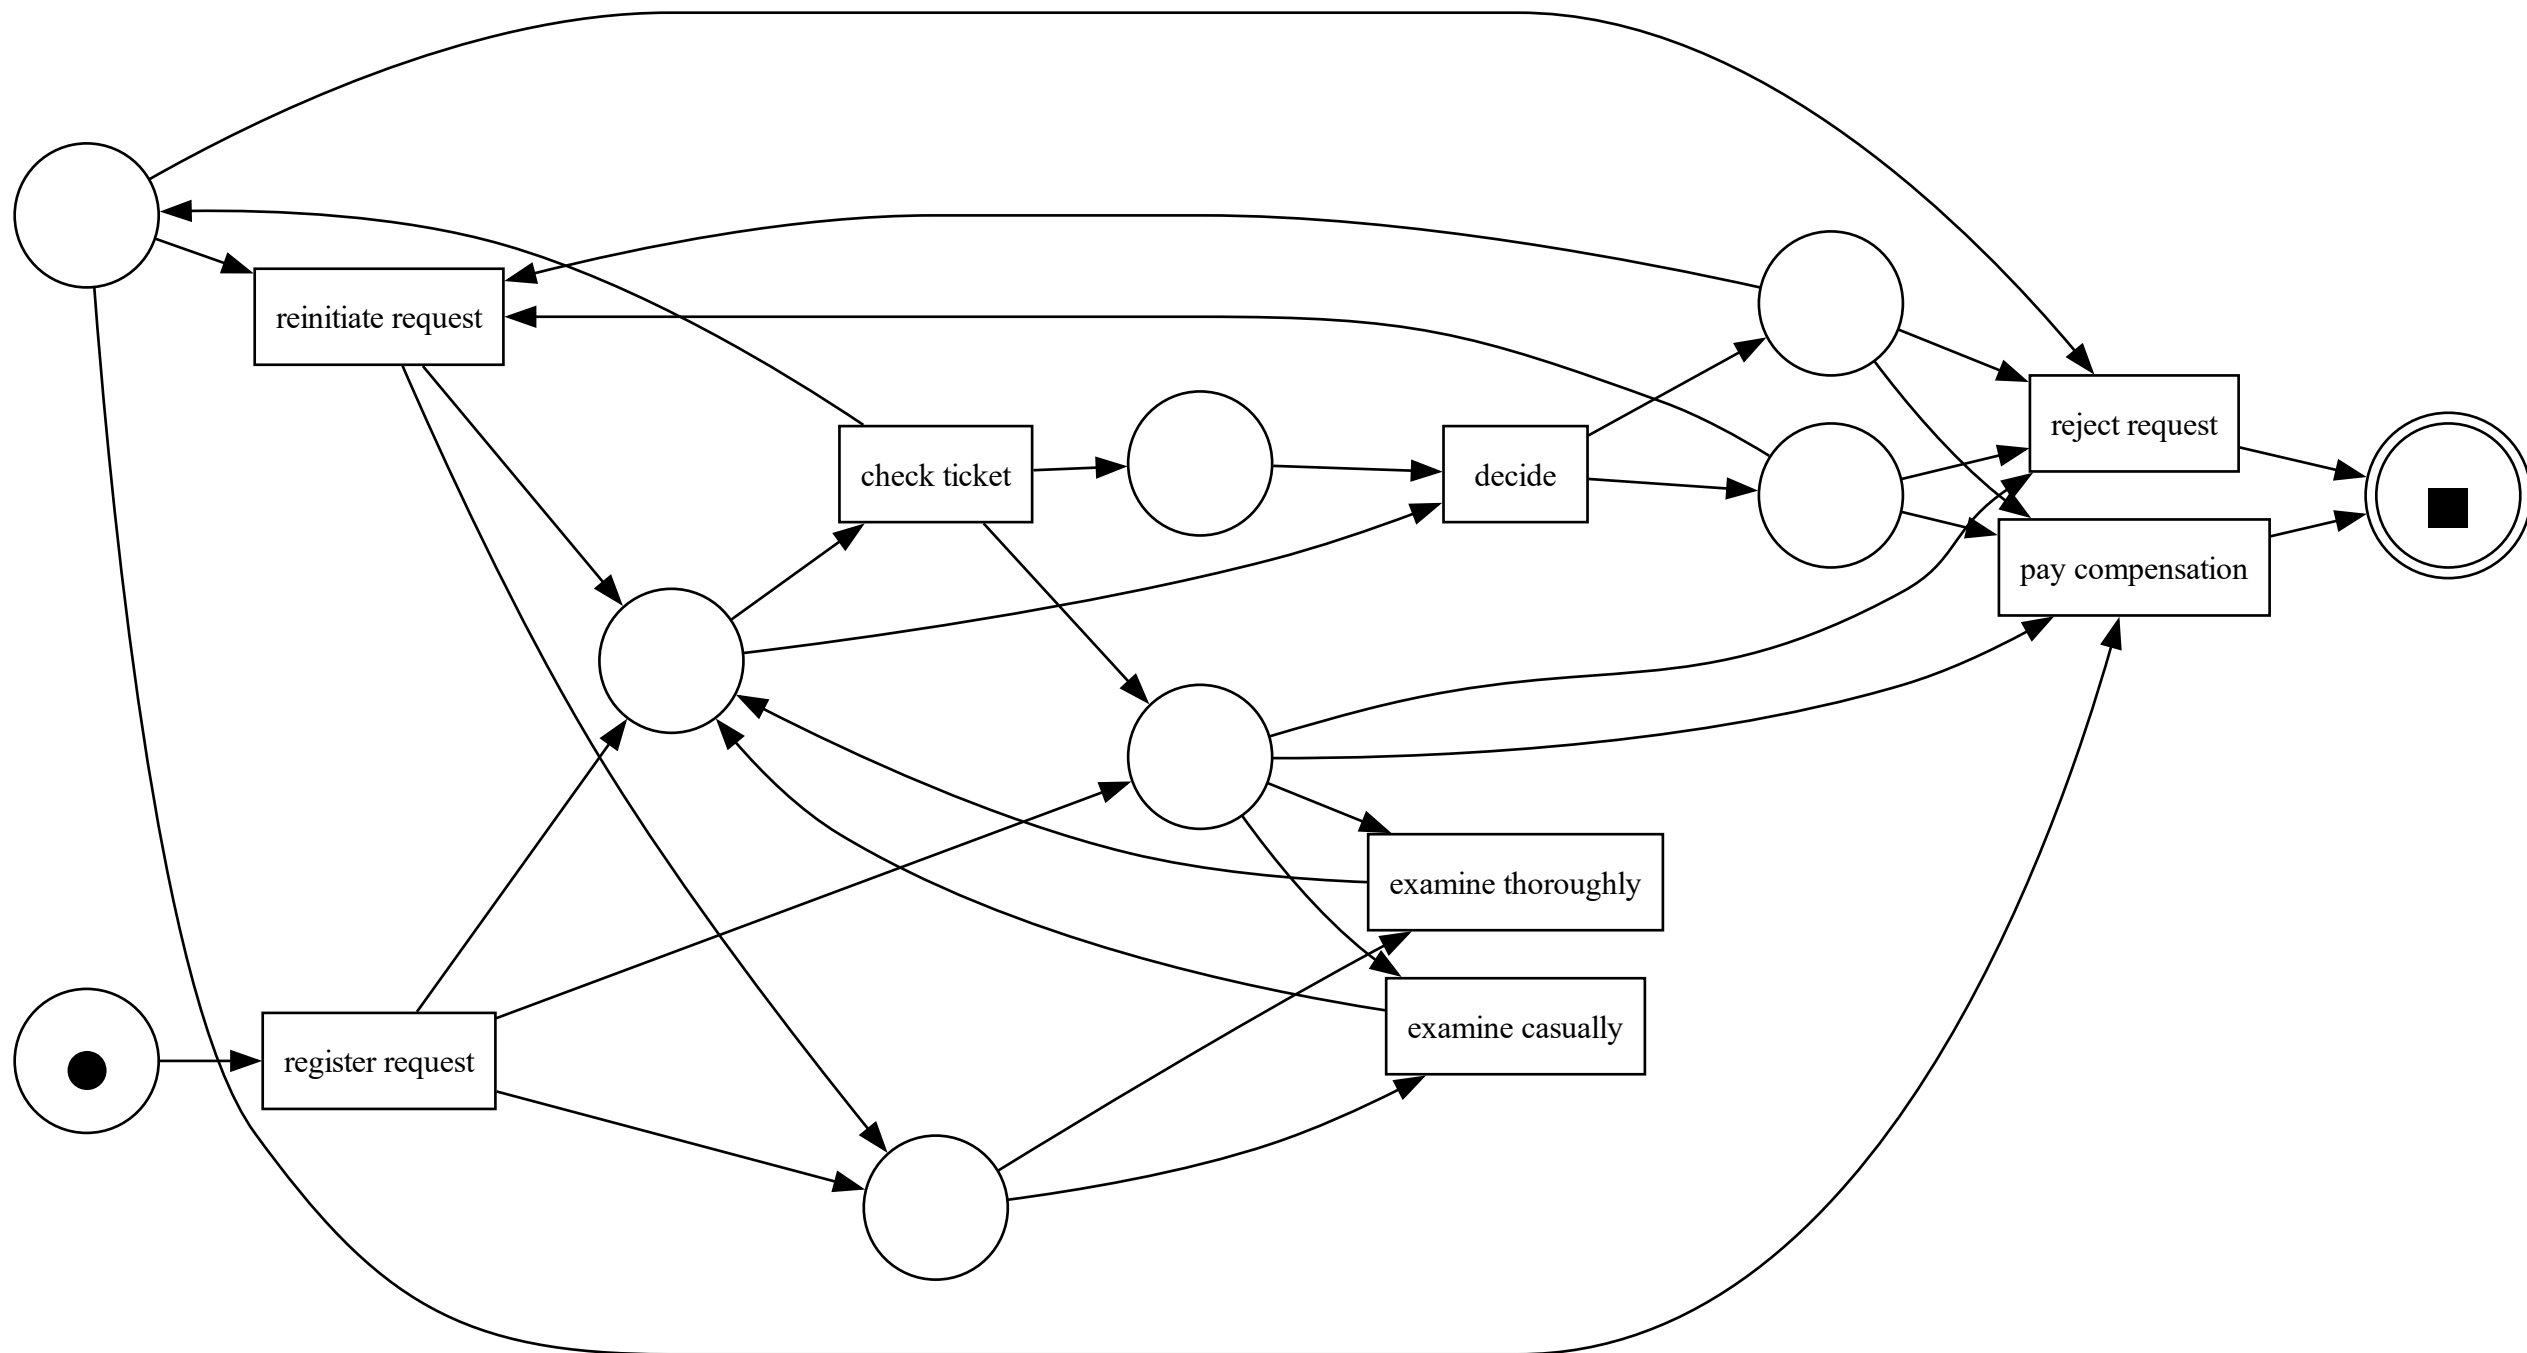 reinitiate request
reject request
check ticket
decide
pay compensation
examine thoroughly
examine casually
register request